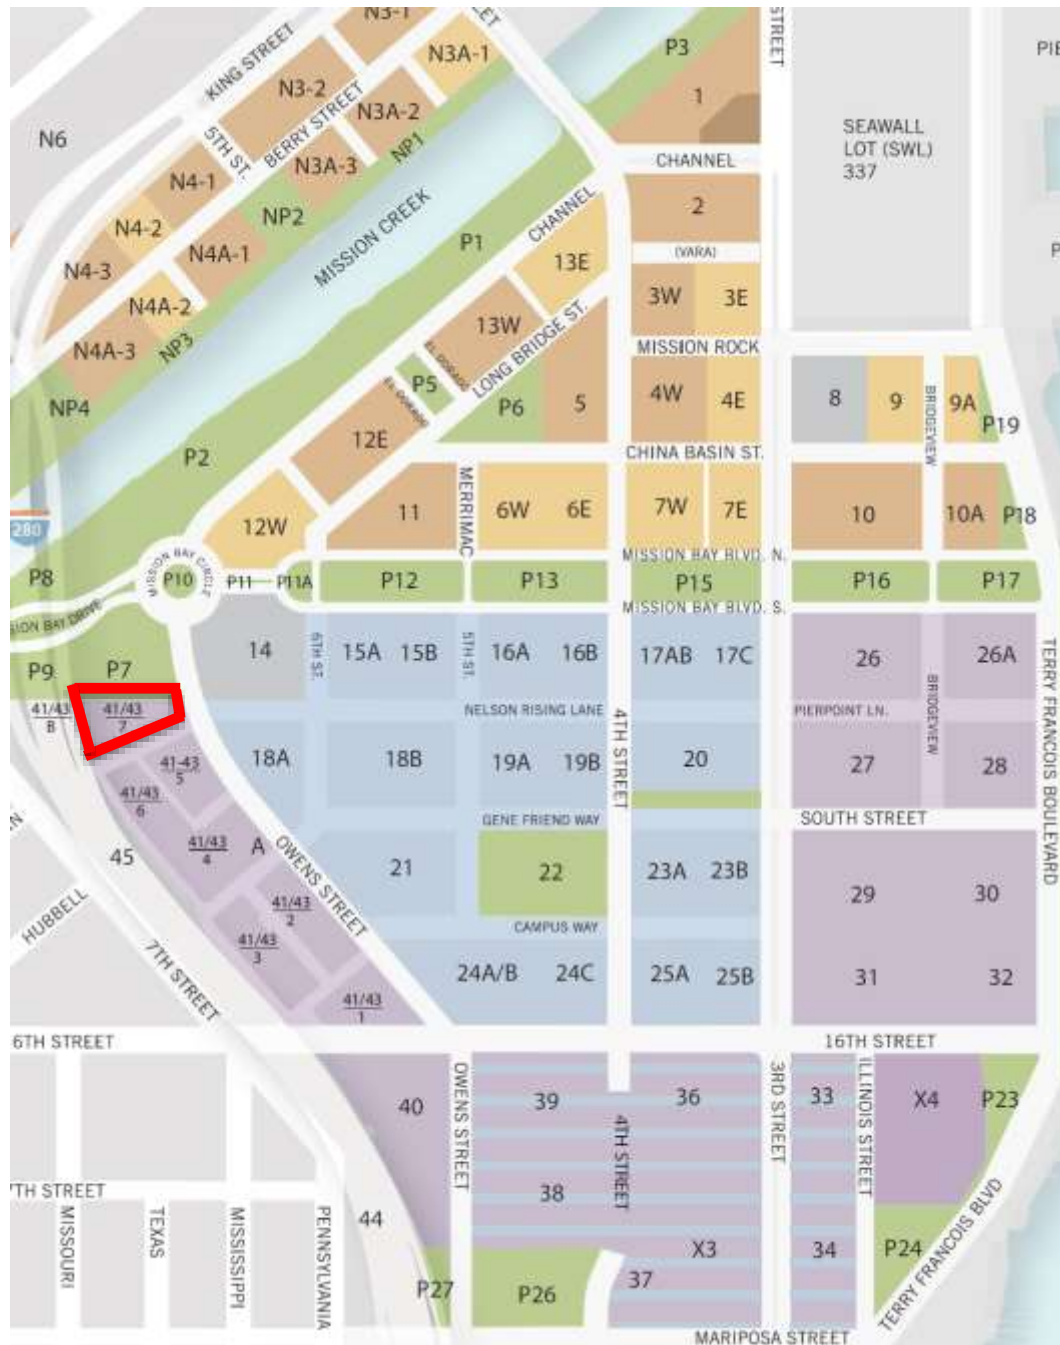 N3-1
STREET
P3
PIE
N3A-1
KING STREET
N3-2
N3A-2
1
N6
5TH ST.
BERRY STREET
NP1
SEAWALL
LOT (SWL)
337
N3A-3
CHANNEL
N4-1
NP2
MISSION CREEK
CHANNEL
2
N4-2
P1
N4-3
N4A-1
13E
(VARA)
N4A-2
3W
3E
13W
LONG BRIDGE ST.
N4A-3
NP3
EL DORADO
MISSION ROCK
P5
EL DORADO
NP4
P6
5
4W
4E
8
9
BRIDGEVIEW
9A
P19
12E
P2
CHINA BASIN ST.
MERRIMAC
12W
11
6W
6E
7W
7E
10
10A
P18
280
MISSION BAY BLVD. N.
MISSION BAY CIRCLE
P8
P10
P11
P11A
P12
P13
P15
P16
P17
SION BAY DRIVE
MISSION BAY BLVD. S.
P9
P7
14
6TH ST.
15A
15B
5TH ST.
16A
16B
17AB
17C
26
BRIDGEVIEW
26A
TERRY FRANCOIS BOULEVARD
41/43
8
41/43
7
NELSON RISING LANE
4TH STREET
PIERPOINT LN.
41-43
5
18A
18B
19A
19B
20
27
28
41/43
6
GENE FRIEND WAY
SOUTH STREET
N
45
41/43
4
A
OWENS STREET
21
22
23A
23B
29
30
HUBBELL
41/43
2
CAMPUS WAY
41/43
3
7TH STREET
24A/B
24C
25A
25B
31
32
41/43
1
6TH STREET
16TH STREET
40
OWENS STREET
39
36
4TH STREET
3RD STREET
33
ILLINOIS STREET
X4
P23
7TH STREET
MISSOURI
TEXAS
MISSISSIPPI
PENNSYLVANIA
44
38
X3
34
P24
TERRY FRANCOIS BLVD
P27
P26
37
MARIPOSA STREET